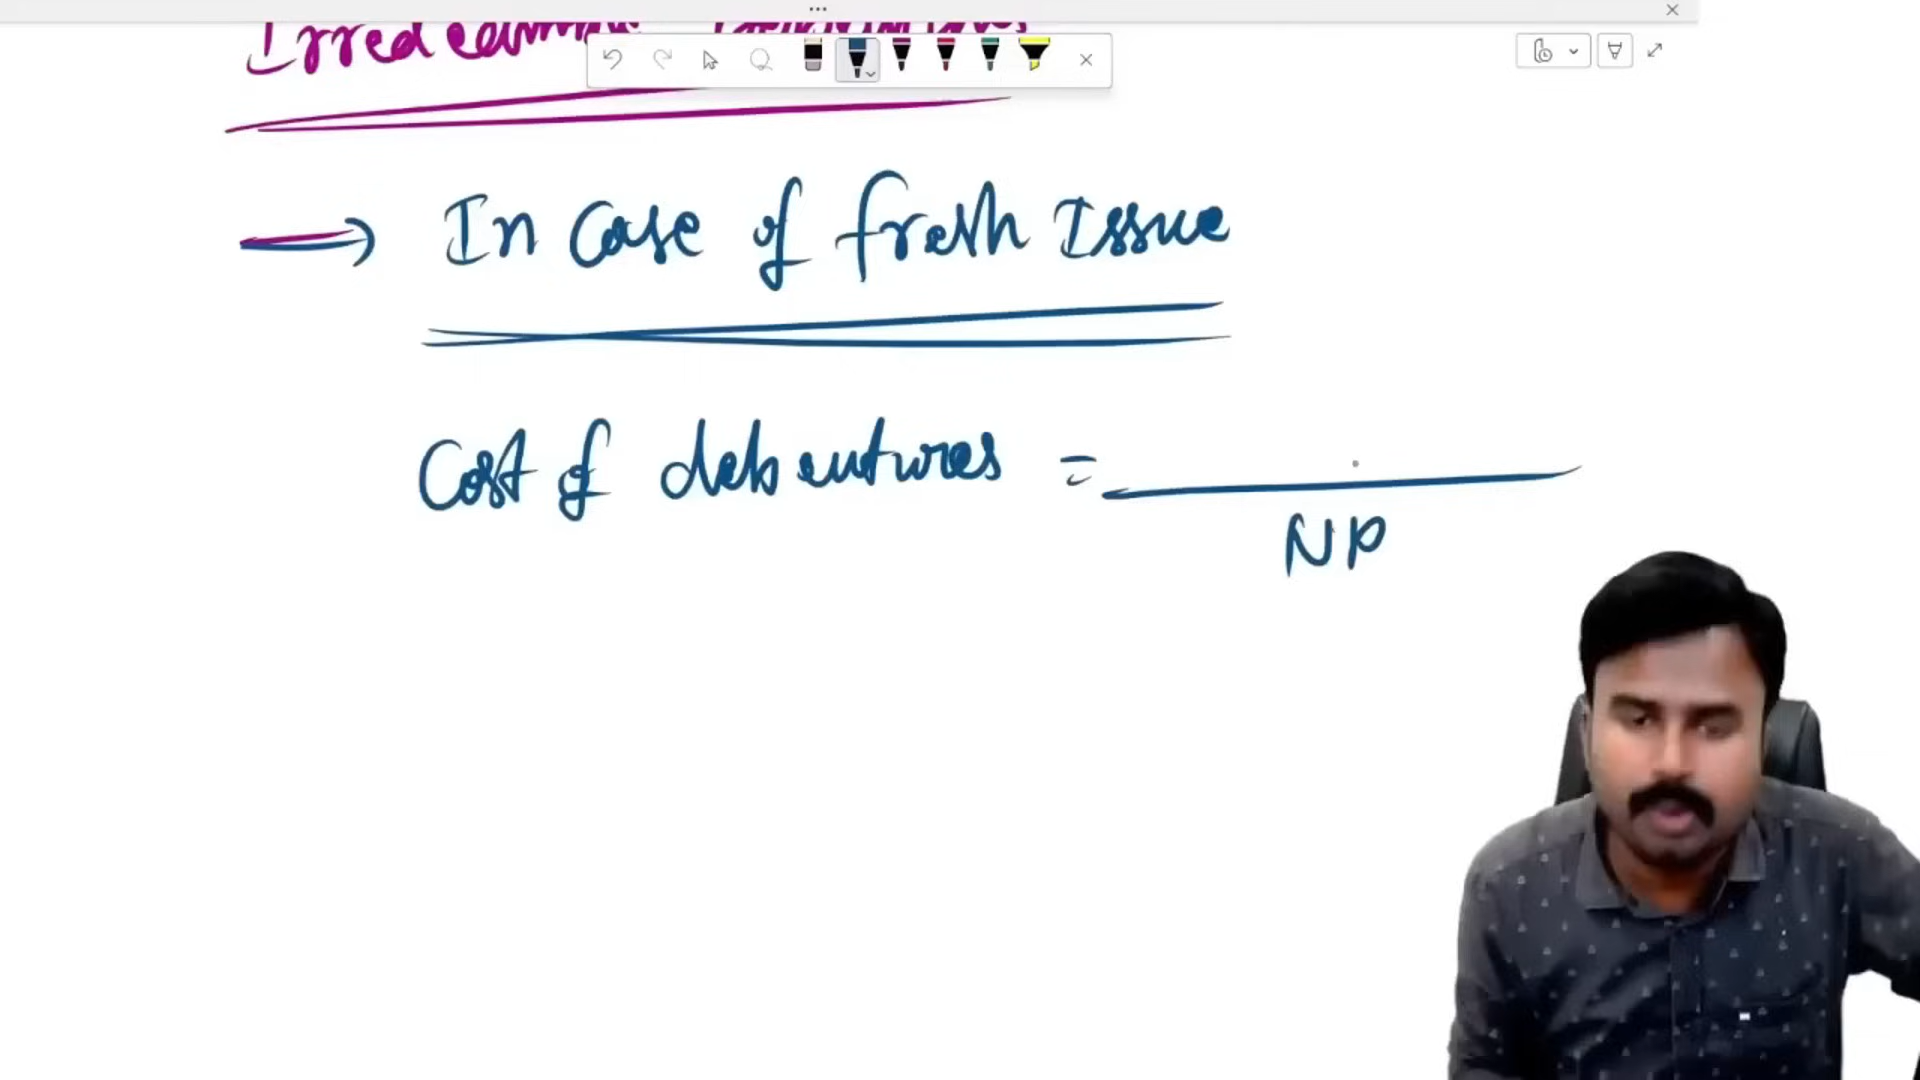 In Case of fresh Issue
Cost of debentures =
NP